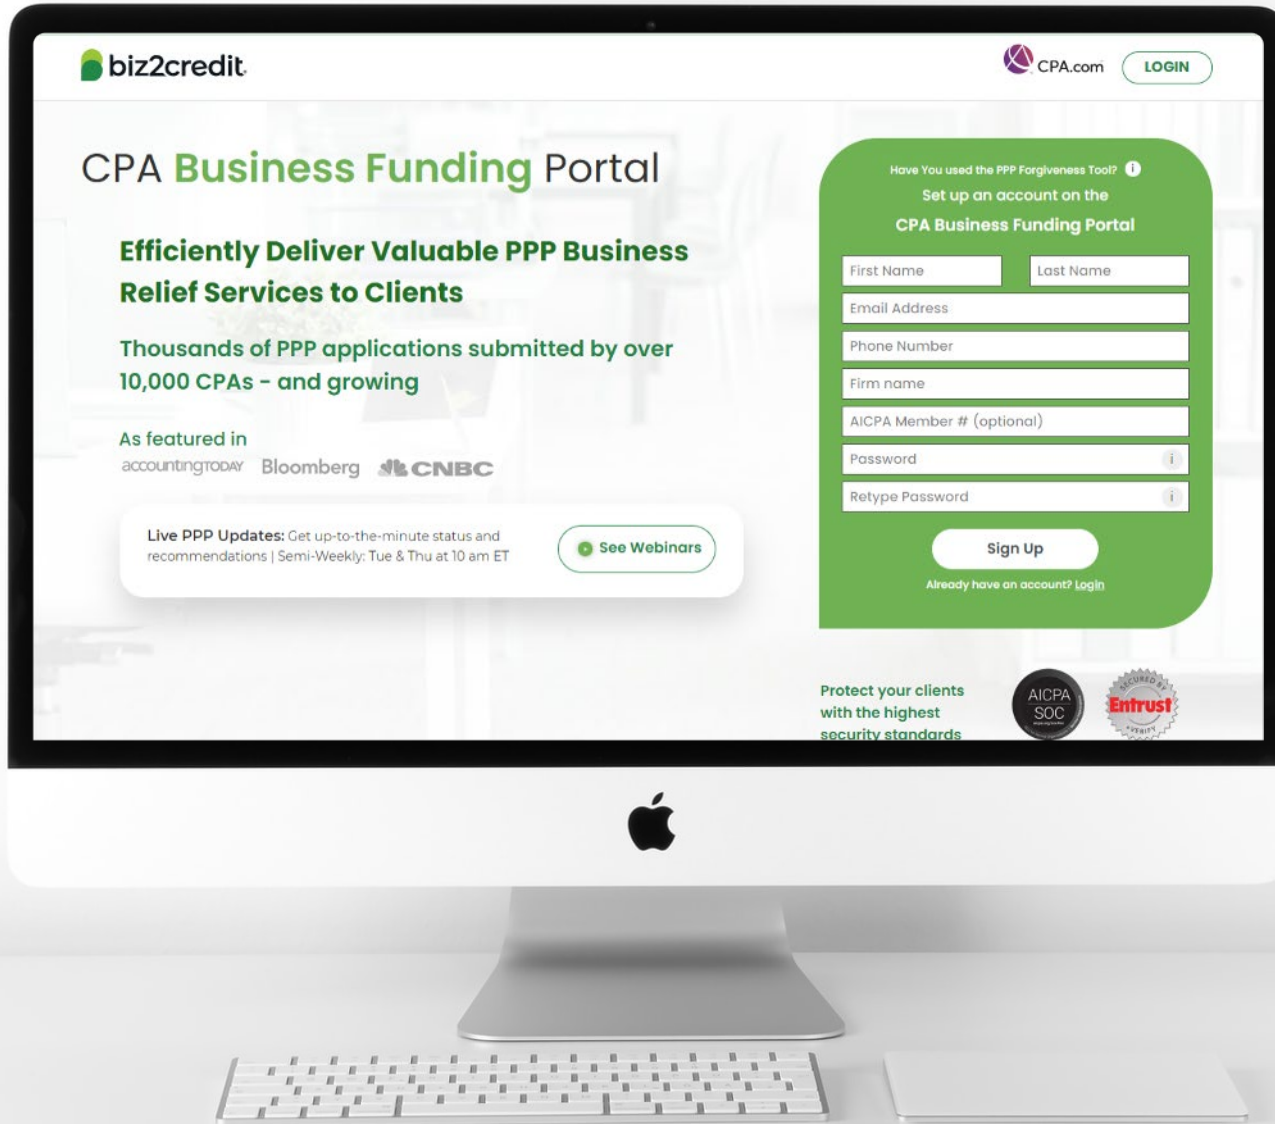 biz2credit
CPA.com
LOGIN
CPA Business Funding Portal
Efficiently Deliver Valuable PPP Business
Relief Services to Clients
Thousands of PPP applications submitted by over
10,000 CPAs - and growing
As featured in
accountingTODAY Bloomberg CNBC
Live PPP Updates: Get up-to-the-minute status and
recommendations | Semi-Weekly: Tue & Thu at 10 am ET
See Webinars
Have You used the PPP Forgiveness Tool? i
Set up an account on the
CPA Business Funding Portal
First Name
Last Name
Email Address
Phone Number
Firm name
AICPA Member # (optional)
Password i
Retype Password i
Sign Up
Already have an account? Login
Protect your clients
with the highest
security standards
AICPA
SOC
SECURED BY
Entrust
VERIFY